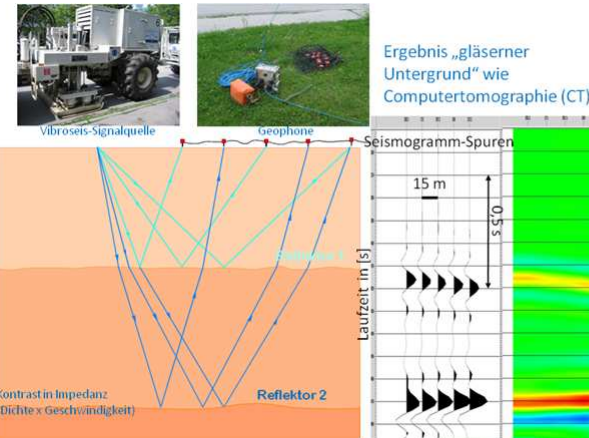 Ergebnis „gläserner
Untergrund“ wie
Computertomographie (CT)
Vibroseis-Signalquelle
Geophone
Seismogramm-Spuren
15 m
0,5 s
Laufzeit in [s]
Reflektor 1
Reflektor 2
Kontrast in Impedanz
(Dichte x Geschwindigkeit)